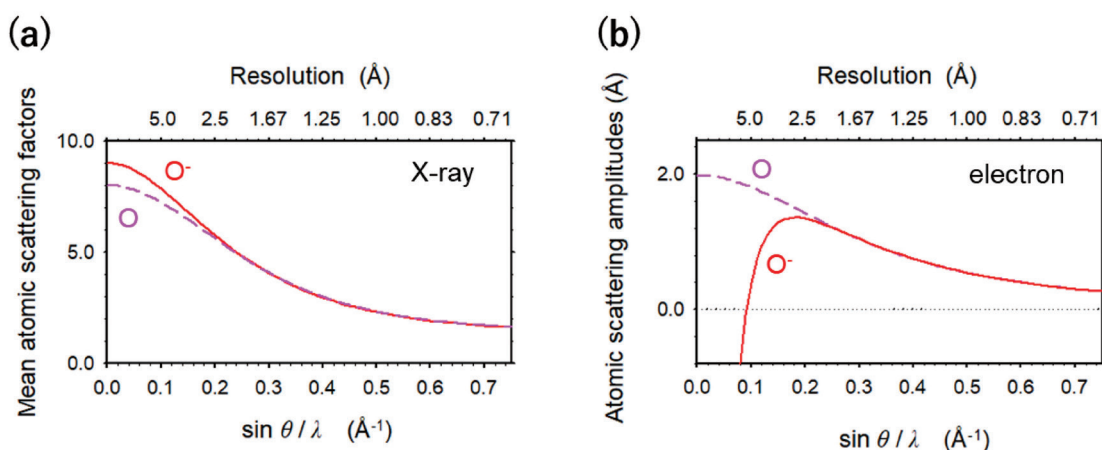 (a)
Resolution (Å)
5.0 2.5 1.67 1.25 1.00 0.83 0.71
Mean atomic scattering factors
10.0
5.0
0.0
O-
O
X-ray
0.0 0.1 0.2 0.3 0.4 0.5 0.6 0.7
sin θ / λ (Å-1)
(b)
Resolution (Å)
5.0 2.5 1.67 1.25 1.00 0.83 0.71
Atomic scattering amplitudes (Å)
2.0
0.0
O
O-
electron
0.0 0.1 0.2 0.3 0.4 0.5 0.6 0.7
sin θ / λ (Å-1)